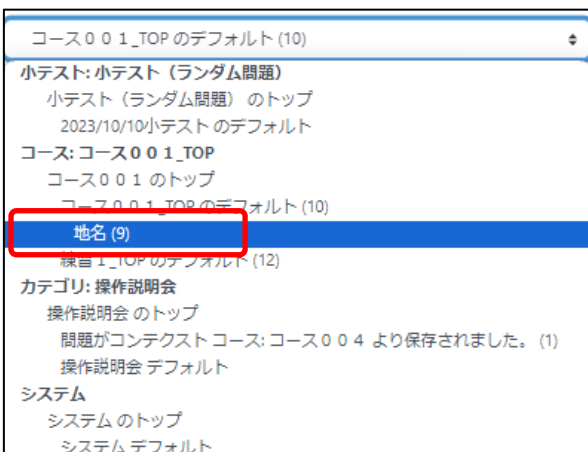 コース００１_TOP のデフォルト (10)
小テスト: 小テスト（ランダム問題）
小テスト（ランダム問題） のトップ
2023/10/10小テスト のデフォルト
コース: コース００１_TOP
コース００１ のトップ
コース００１_TOP のデフォルト (10)
地名 (9)
練習１_TOP のデフォルト (12)
カテゴリ: 操作説明会
操作説明会 のトップ
問題がコンテクスト コース: コース００４ より保存されました。 (1)
操作説明会 デフォルト
システム
システム のトップ
システム デフォルト